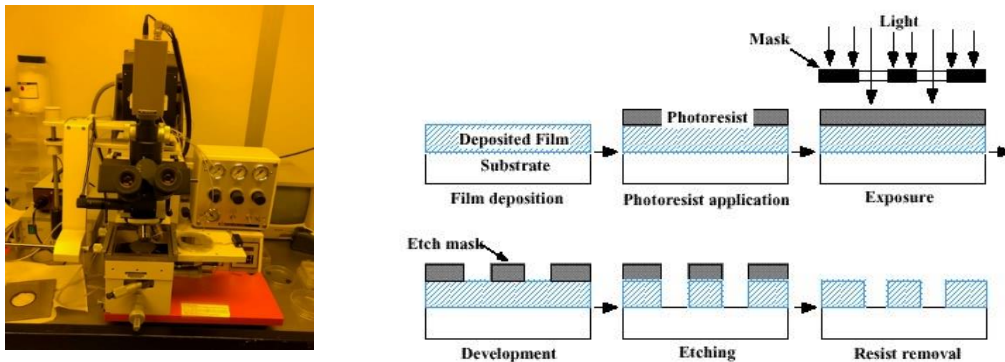 Light
Mask
Photoresist
Deposited Film
Substrate
Film deposition
Photoresist application
Exposure
Etch mask
Development
Etching
Resist removal